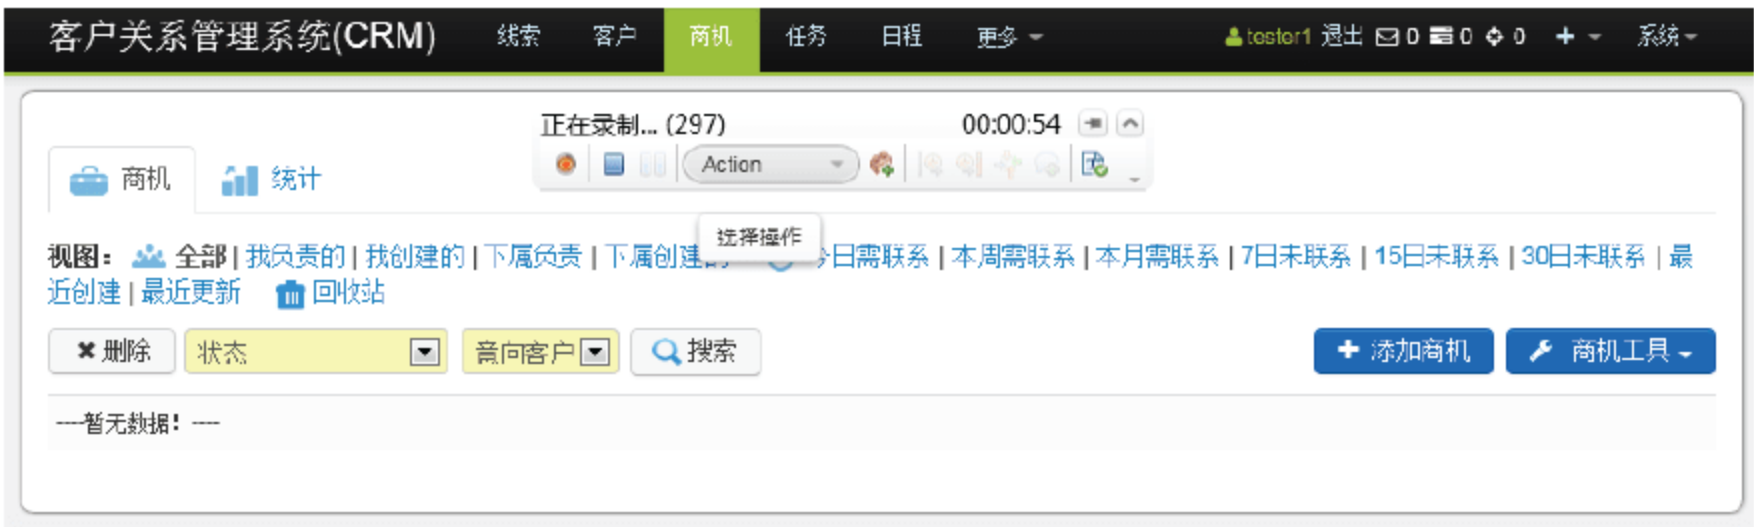 客户关系管理系统(CRM) 线索 客户 商机 任务 日程 更多 tester1 退出 0 0 0 系统
正在录制... (297) 00:00:54
商机 统计 Action
选择操作
视图: 全部 | 我负责的 | 我创建的 | 下属负责 | 下属创建的 今日需联系 | 本周需联系 | 本月需联系 | 7日未联系 | 15日未联系 | 30日未联系 | 最
近创建 | 最近更新 回收站
删除 状态 意向客户 搜索 添加商机 商机工具
----暂无数据! ----